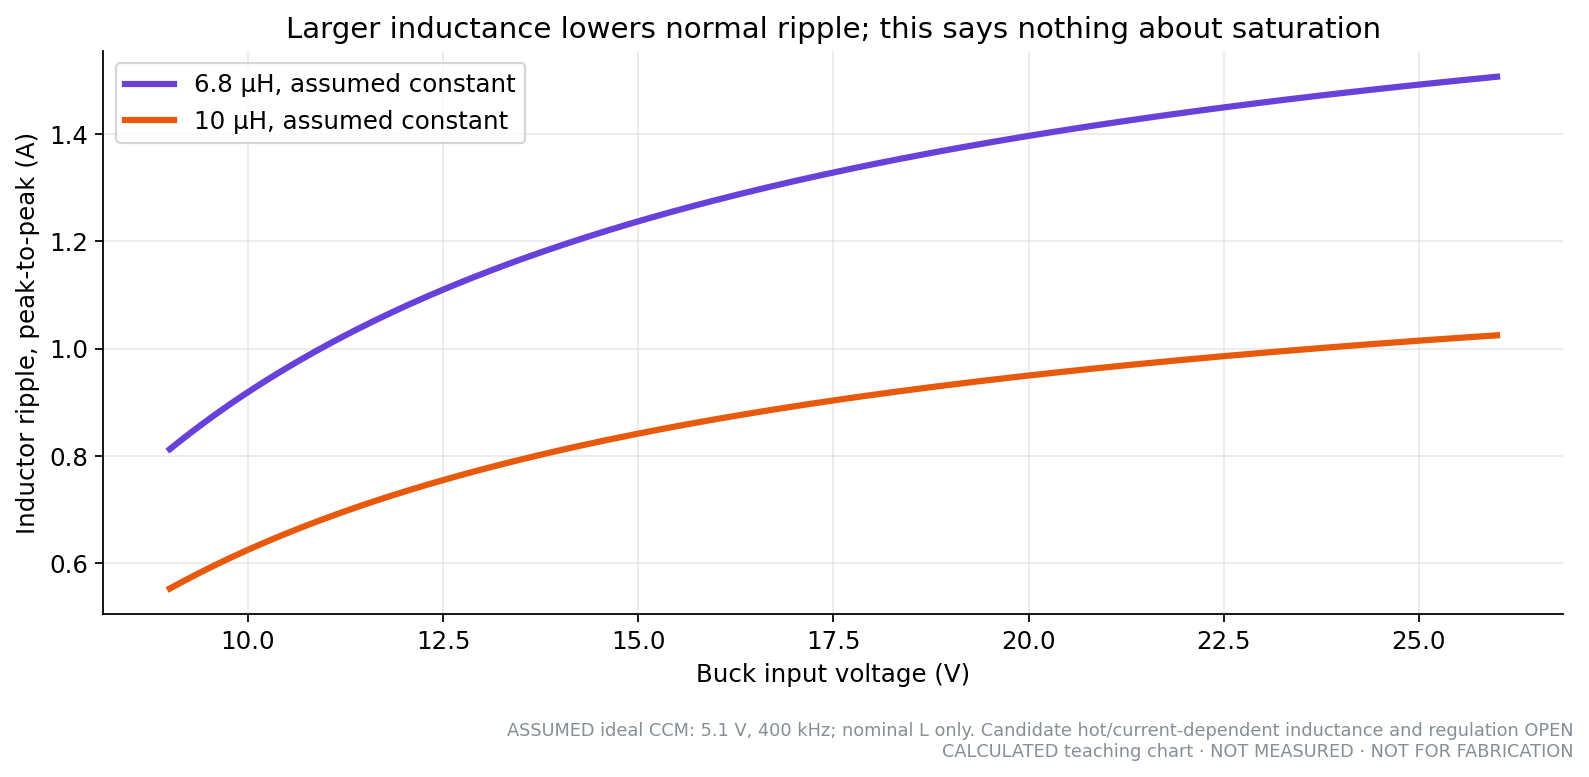 Larger inductance lowers normal ripple; this says nothing about saturation
6.8 µH, assumed constant
10 µH, assumed constant
Inductor ripple, peak-to-peak (A)
1.4
1.2
1.0
0.8
0.6
10.0 12.5 15.0 17.5 20.0 22.5 25.0
Buck input voltage (V)
ASSUMED ideal CCM: 5.1 V, 400 kHz; nominal L only. Candidate hot/current-dependent inductance and regulation OPEN
CALCULATED teaching chart · NOT MEASURED · NOT FOR FABRICATION